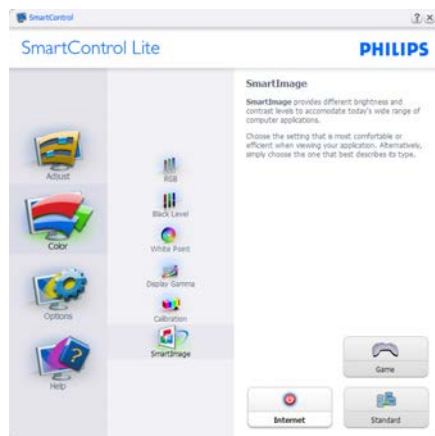 SmartControl
SmartControl Lite
PHILIPS
Adjust
Color
Options
Help
RGB
Black Level
White Point
Display Gamma
Calibration
SmartImage
SmartImage
SmartImage provides different brightness and
contrast levels to accomodate today's wide range of
computer applications.
Choose the setting that is most comfortable or
efficient when viewing your application. Alternatively,
simply choose the one that best describes its type.
Game
Internet
Standard